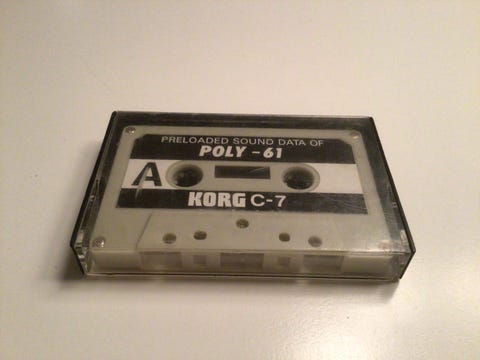 PRELOADED SOUND DATA OF
POLY-61
A
KORG C-7